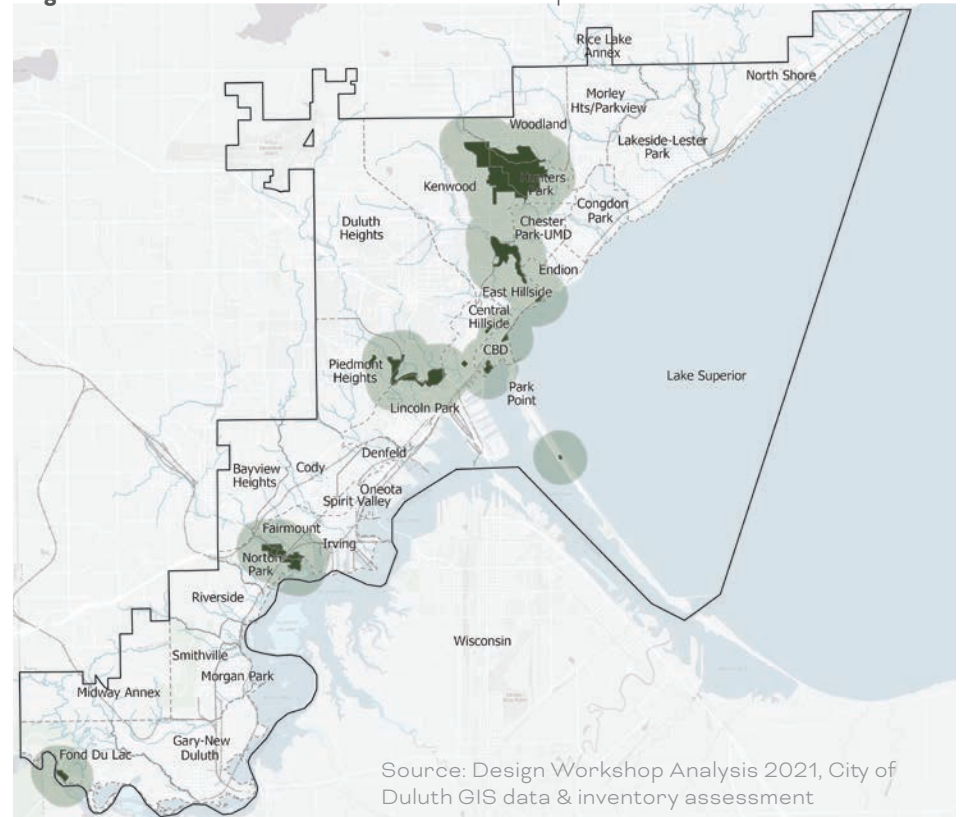 Rice Lake
Annex
North Shore
Morley
Hts/Parkview
Woodland
Lakeside-Lester
Park
Kenwood
Hunters
Park
Congdon
Park
Duluth
Heights
Chester
Park-UMD
Endion
East Hillside
Central
Hillside
CBD
Piedmont
Heights
Lake Superior
Park
Point
Lincoln Park
Denfeld
Cody
Bayview
Heights
Oneota
Spirit Valley
Fairmount
Irving
Norton
Park
Riverside
Wisconsin
Smithville
Morgan Park
Midway Annex
Gary-New
Duluth
Fond Du Lac
Source: Design Workshop Analysis 2021, City of
Duluth GIS data & inventory assessment